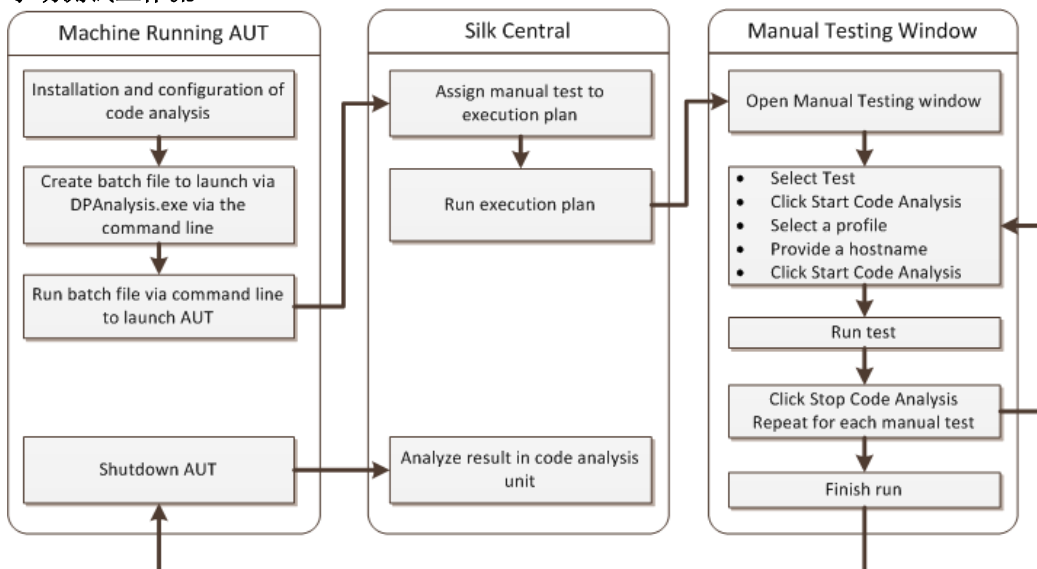 Machine Running AUT
Installation and configuration of
code analysis
Create batch file to launch via
DPAnalysis.exe via the
command line
Run batch file via command line
to launch AUT
Shutdown AUT
Silk Central
Assign manual test to
execution plan
Run execution plan
Analyze result in code analysis
unit
Manual Testing Window
Open Manual Testing window
• Select Test
• Click Start Code Analysis
• Select a profile
• Provide a hostname
• Click Start Code Analysis
Run test
Click Stop Code Analysis
Repeat for each manual test
Finish run